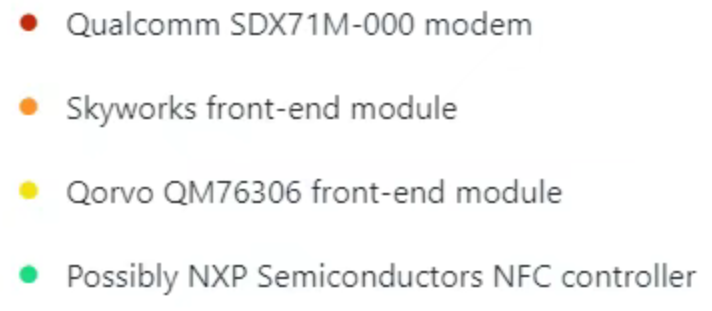 Qualcomm SDX71M-000 modem
Skyworks front-end module
Qorvo QM76306 front-end module
Possibly NXP Semiconductors NFC controller